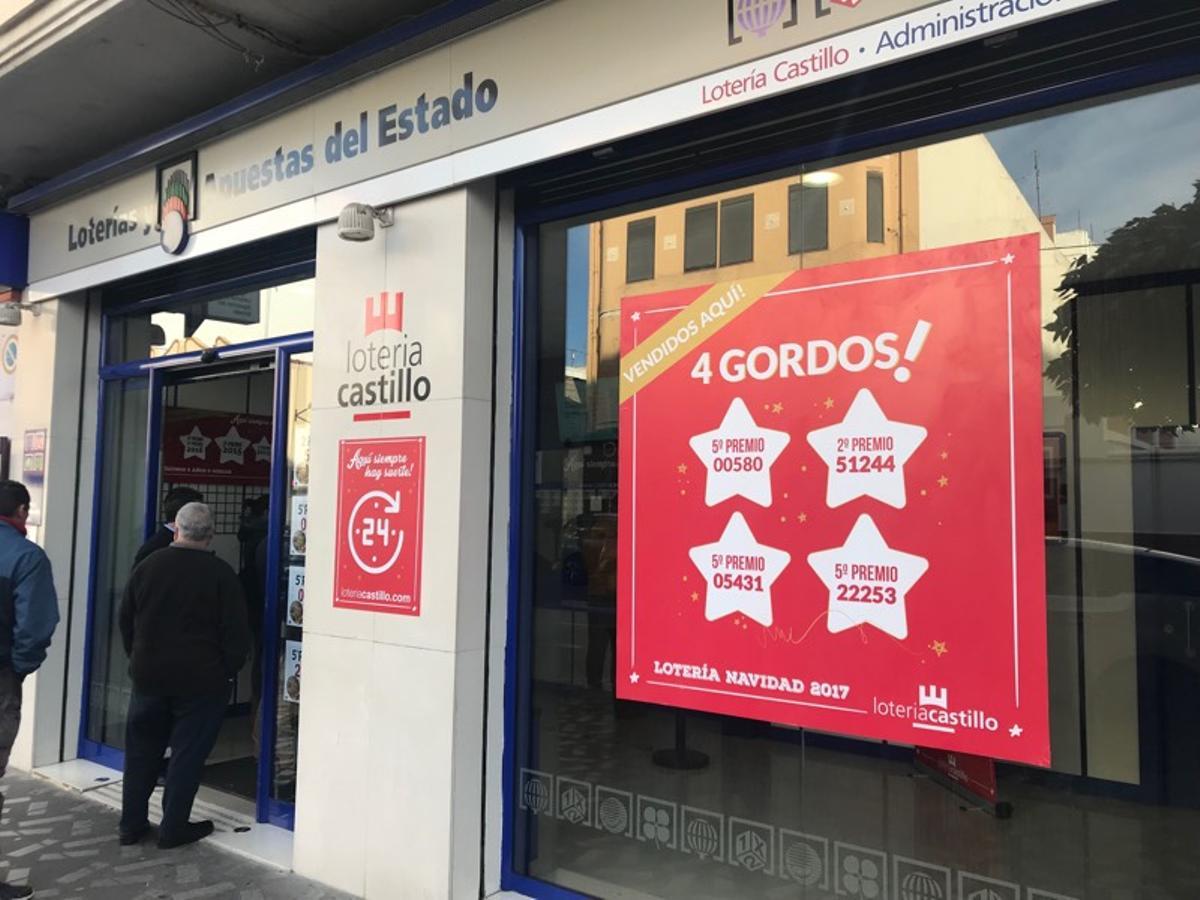 Loterías y Apuestas del Estado
Lotería Castillo · Administració
loteria
castillo
Aquí siempre
hay suerte!
24
loteriacastillo.com
VENDIDOS AQUÍ!
4 GORDOS!
5º PREMIO
00580
2º PREMIO
51244
5º PREMIO
05431
5º PREMIO
22253
LOTERÍA NAVIDAD 2017
loteriacastillo